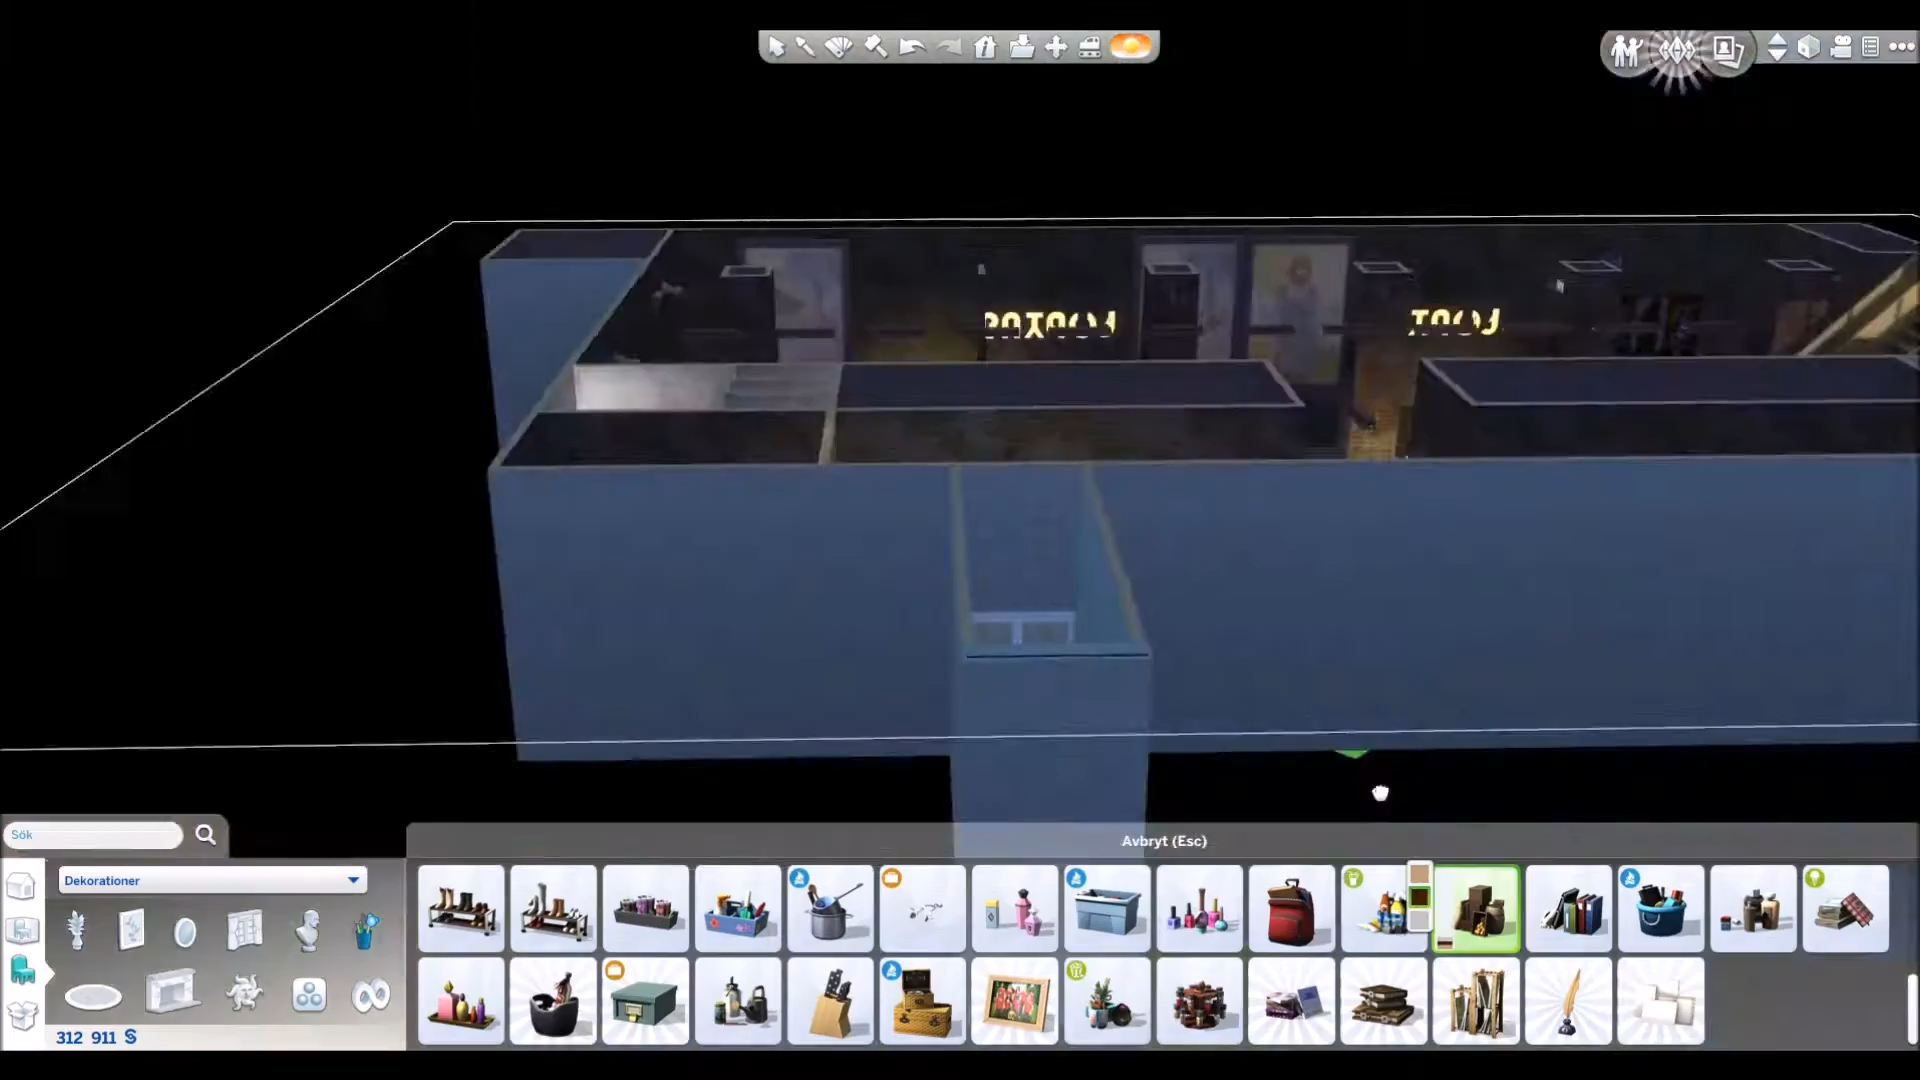 Avbryt (Esc)
Sök
Dekorationer
312 911 $